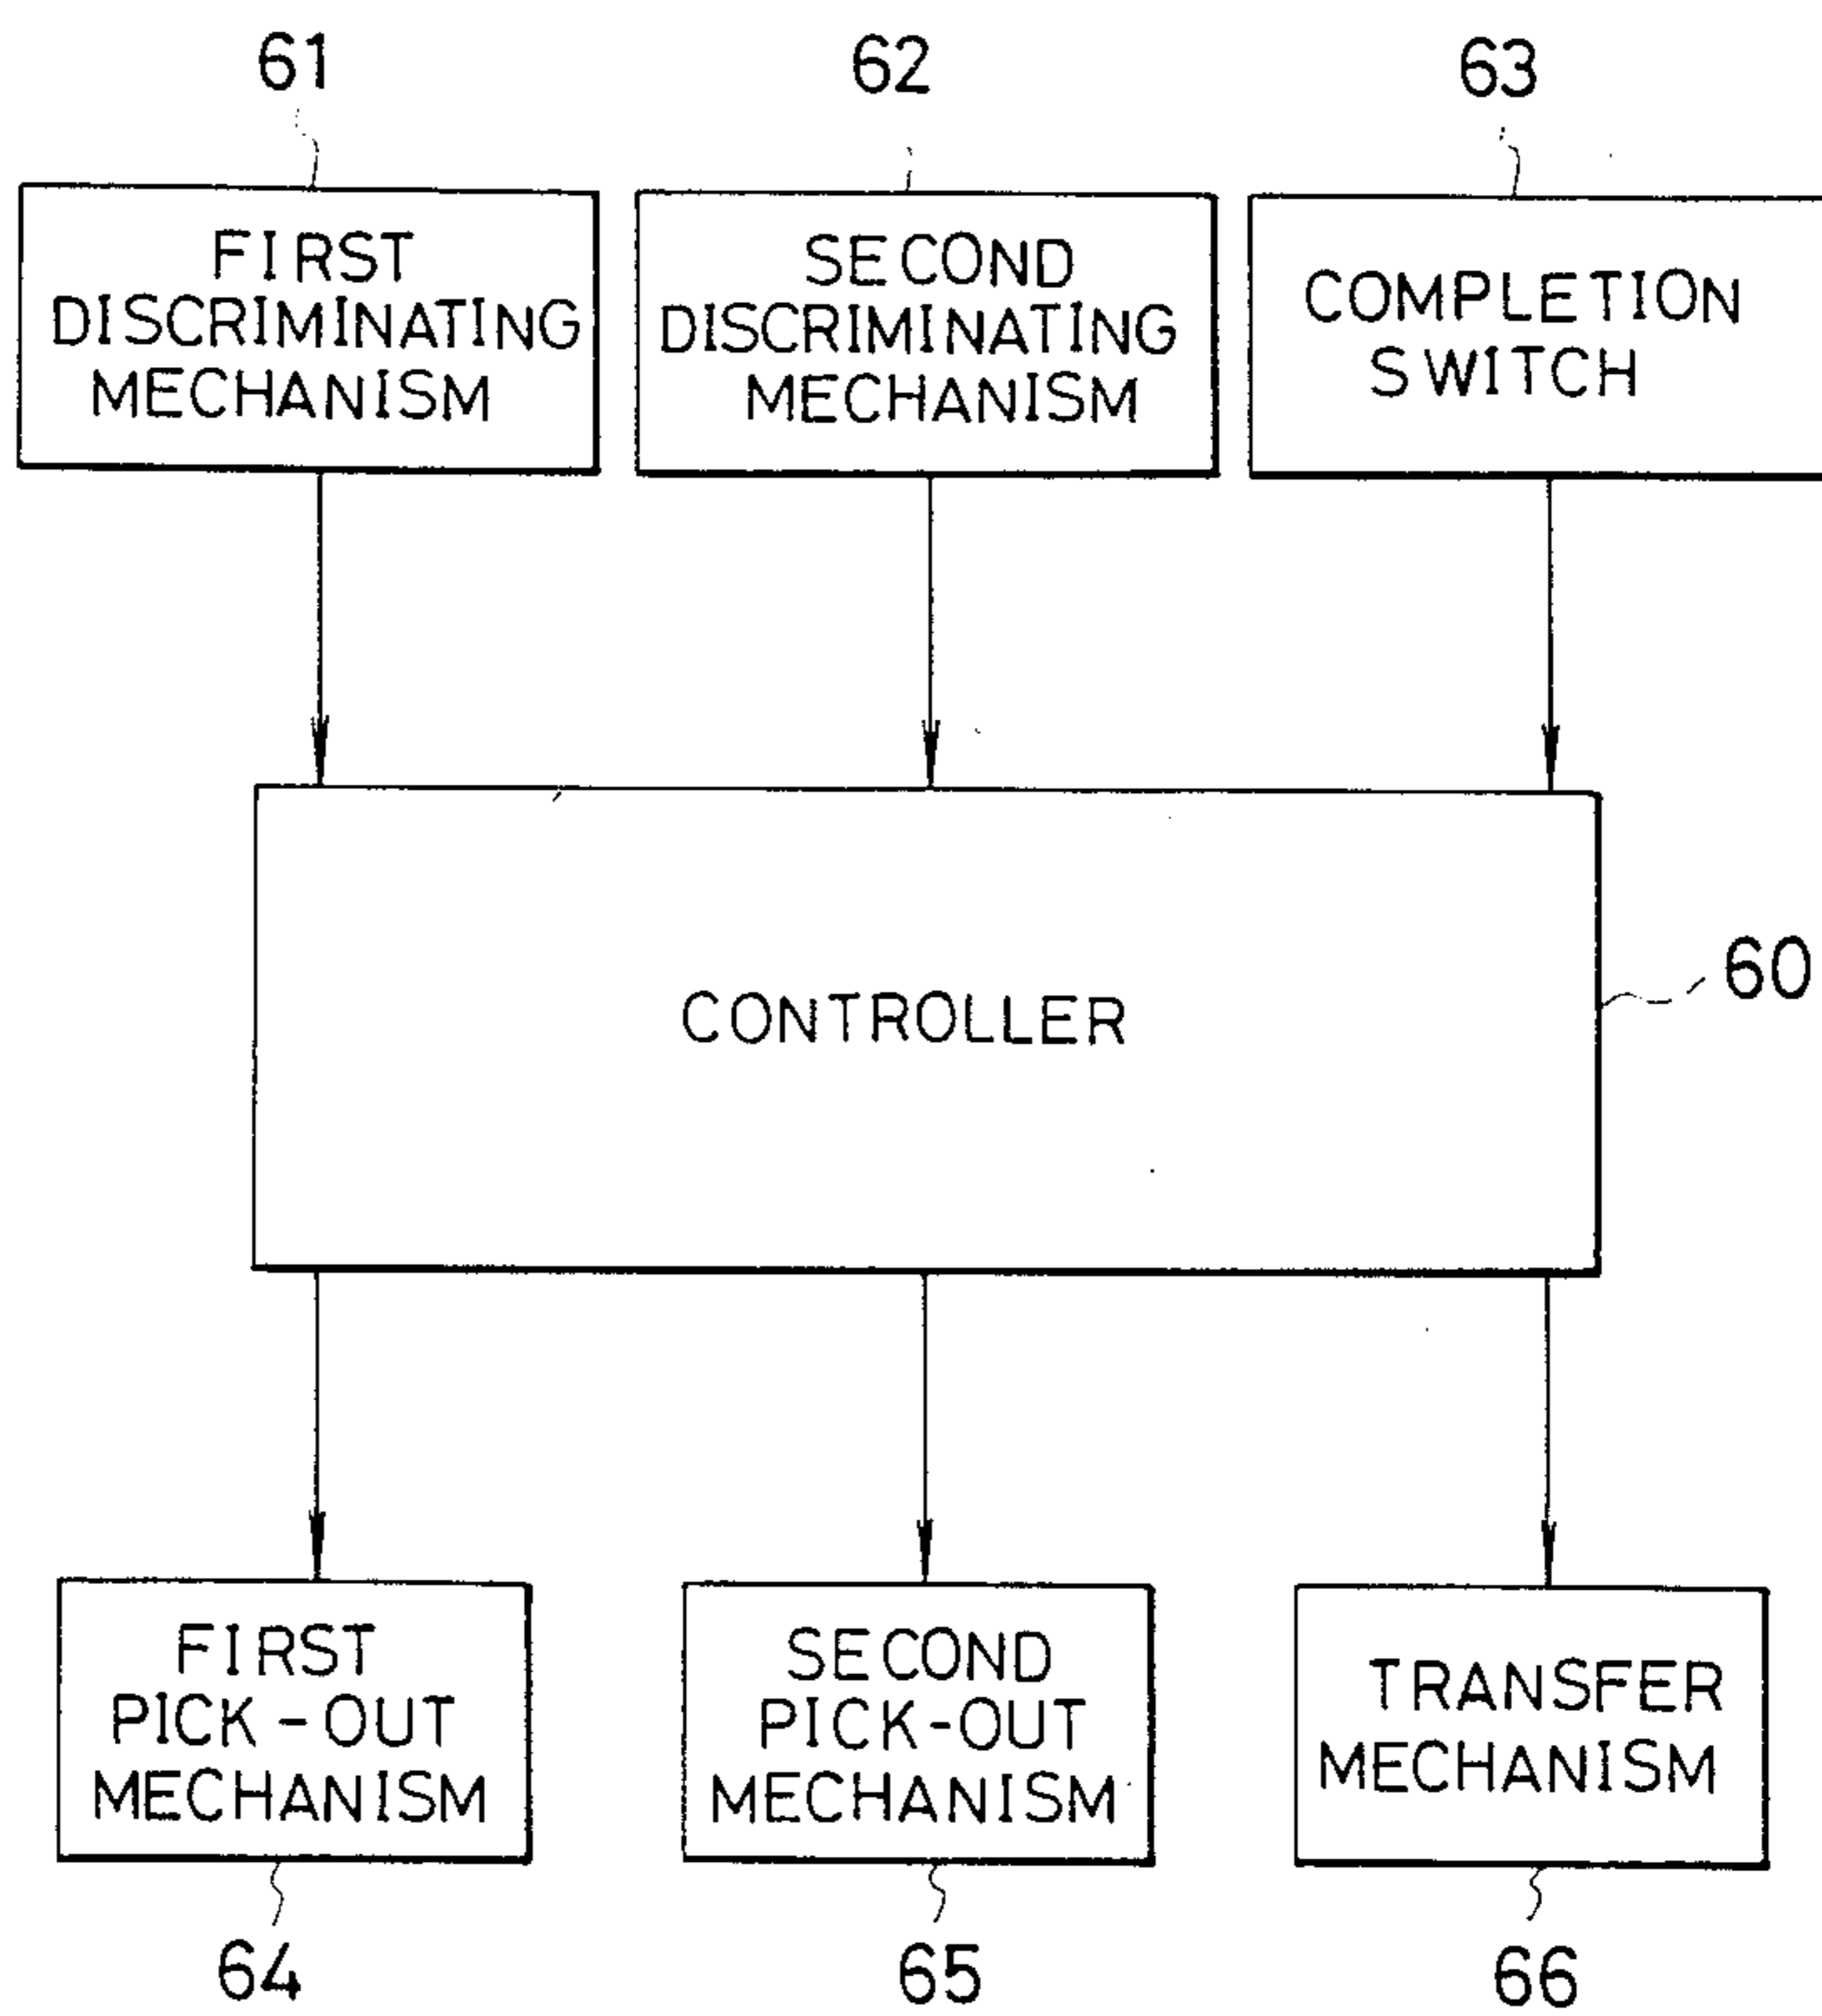 61
62
63
FIRST
DISCRIMINATING
MECHANISM
SECOND
DISCRIMINATING
MECHANISM
COMPLETION
SWITCH
CONTROLLER
60
FIRST
PICK-OUT
MECHANISM
SECOND
PICK-OUT
MECHANISM
TRANSFER
MECHANISM
64
65
66